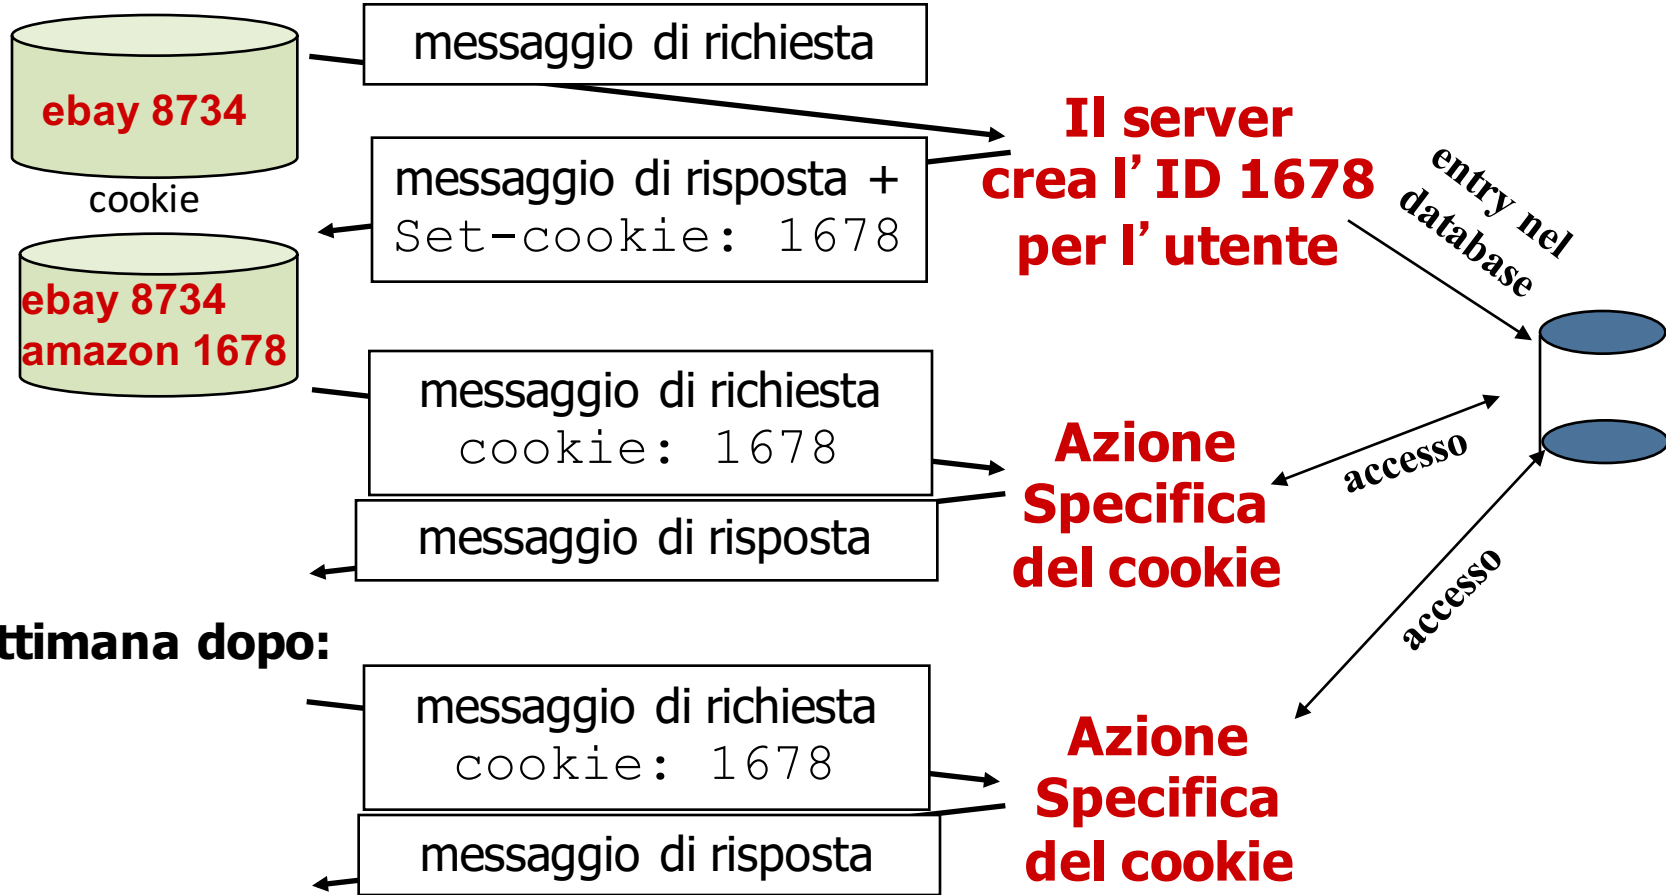 messaggio di richiesta
ebay 8734
Il server
crea l’ID 1678
per l’utente
messaggio di risposta +
Set-cookie: 1678
cookie
entry nel
database
ebay 8734
amazon 1678
messaggio di richiesta
cookie: 1678
Azione
Specifica
del cookie
accesso
messaggio di risposta
accesso
ttimana dopo:
messaggio di richiesta
cookie: 1678
Azione
Specifica
del cookie
messaggio di risposta